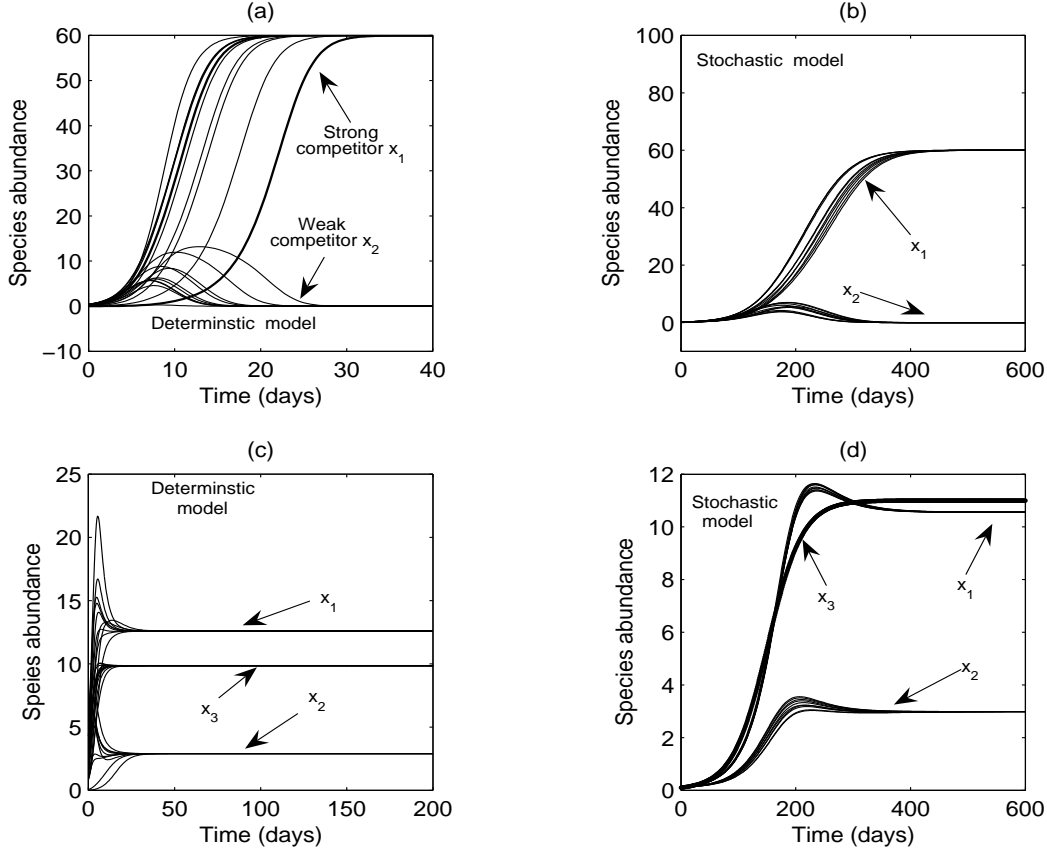 (a)
Species abundance
60
50
40
30
20
10
0
−10
Strong
competitor x1
Weak
competitor x2
Determinstic model
0 10 20 30 40
Time (days)
(b)
Species abundance
100
80
60
40
20
0
Stochastic model
x1
x2
0 200 400 600
Time (days)
(c)
Speies abundance
25
20
15
10
5
0
Determinstic
model
x1
x3
x2
0 50 100 150 200
Time (days)
(d)
Species abundance
12
10
8
6
4
2
0
Stochastic
model
x3
x1
x2
0 200 400 600
Time (days)